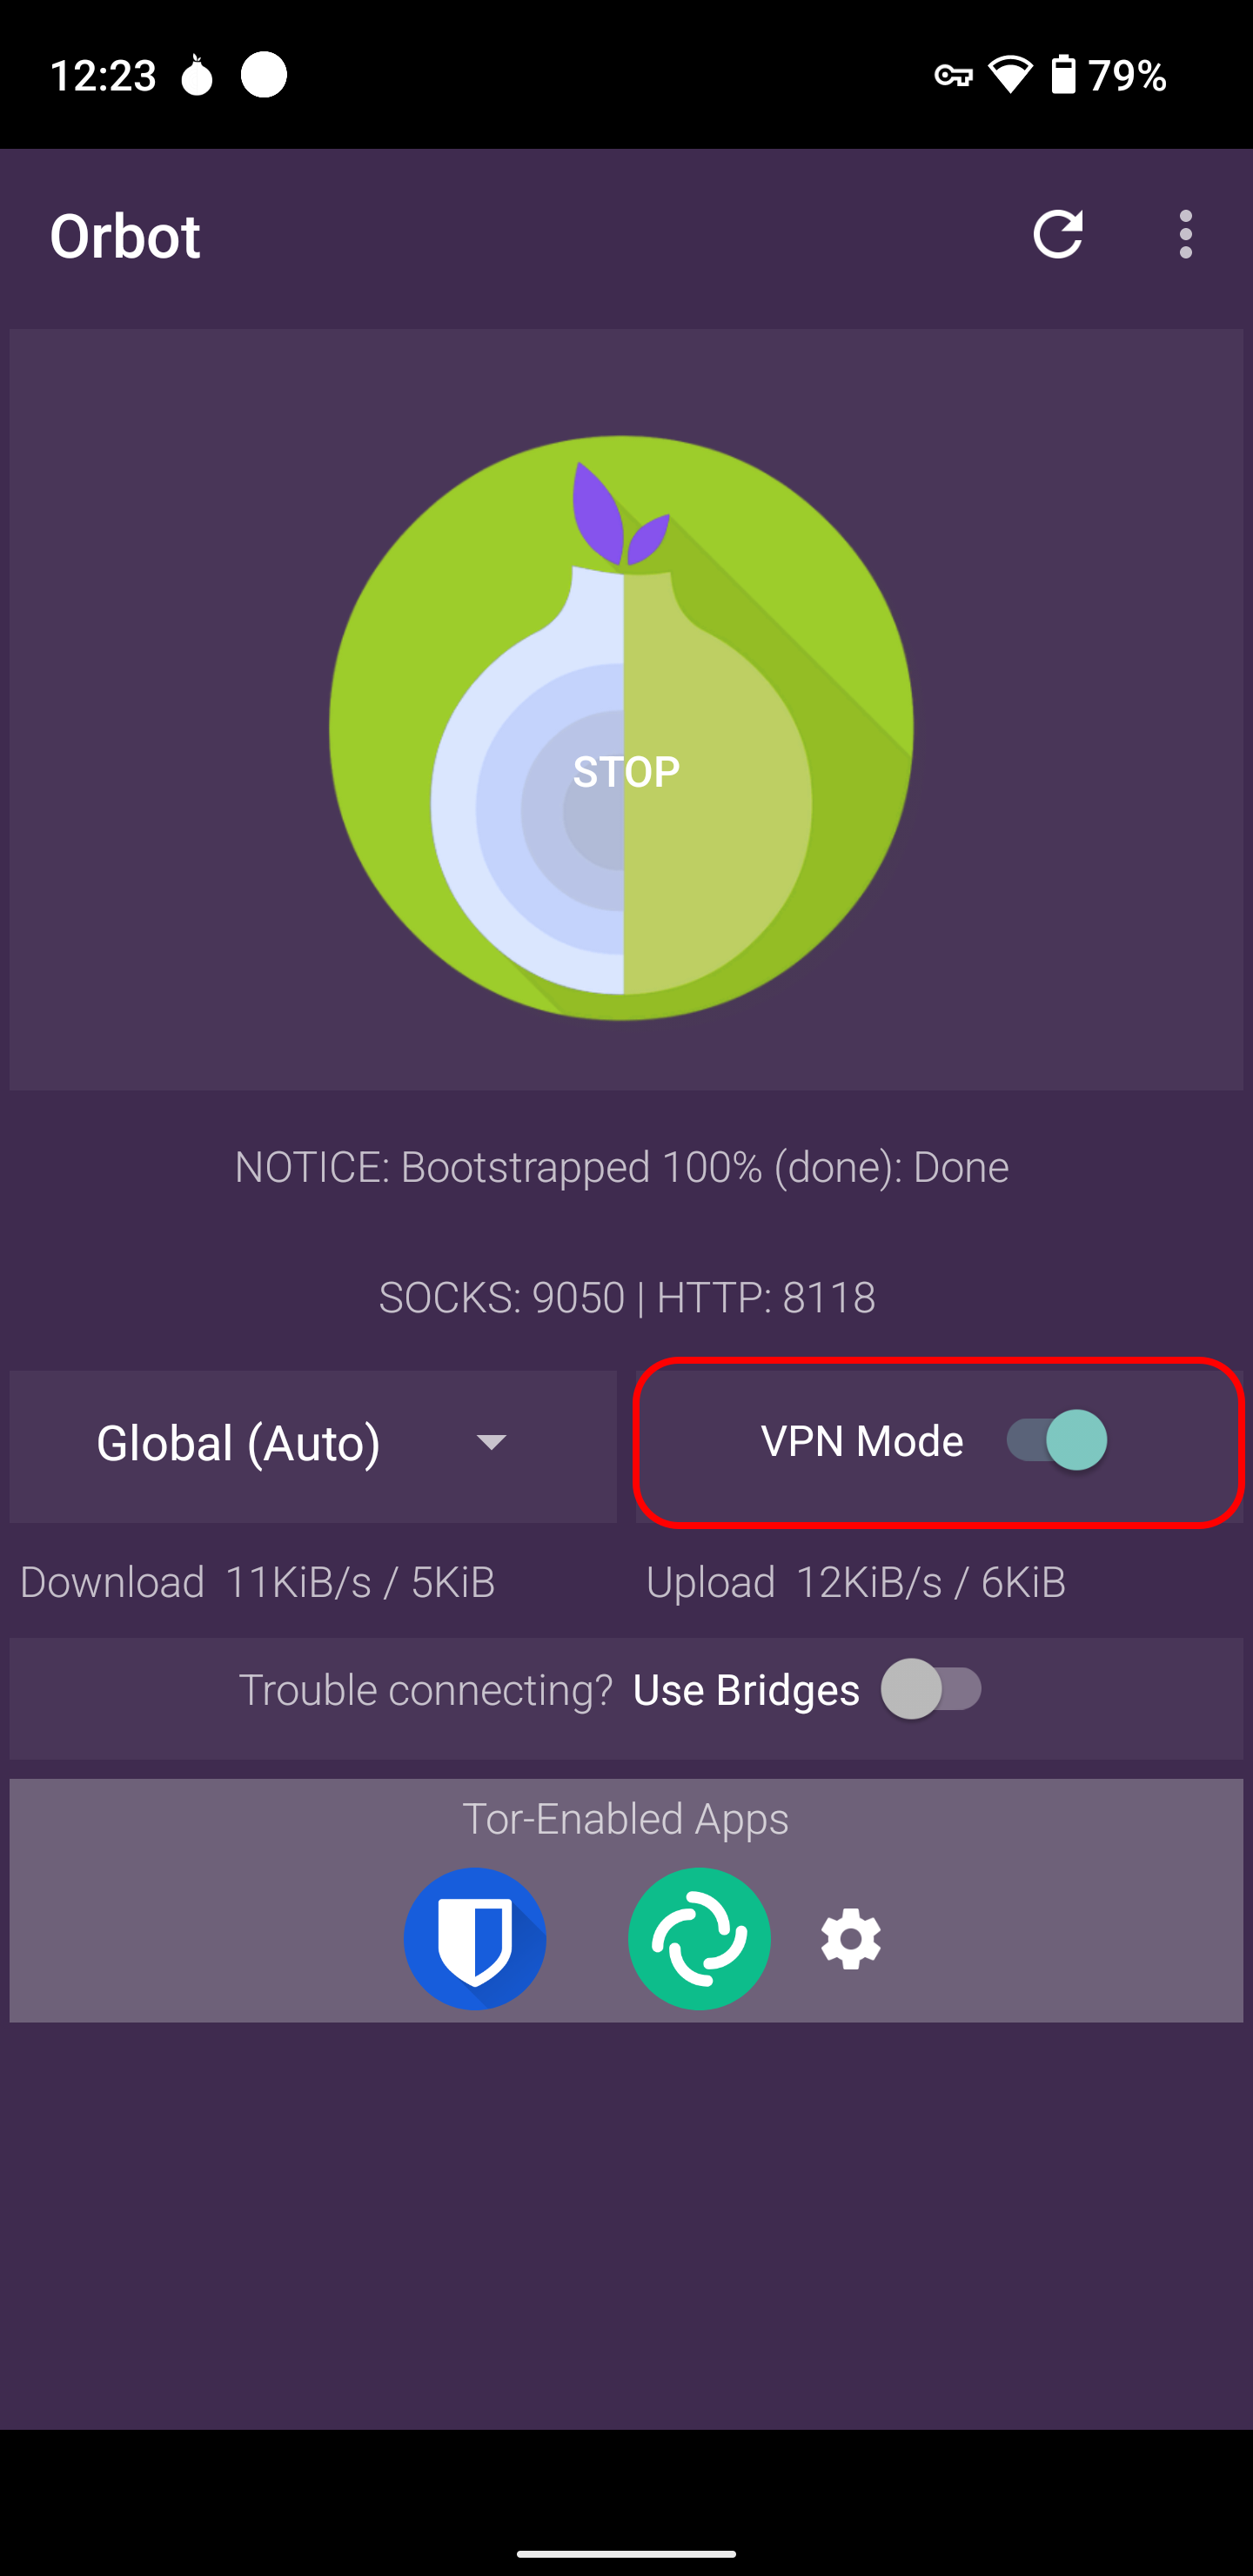 12:23 79%
Orbot
STOP
NOTICE: Bootstrapped 100% (done): Done
SOCKS: 9050 | HTTP: 8118
Global (Auto) VPN Mode
Download 11KiB/s / 5KiB Upload 12KiB/s / 6KiB
Trouble connecting? Use Bridges
Tor-Enabled Apps